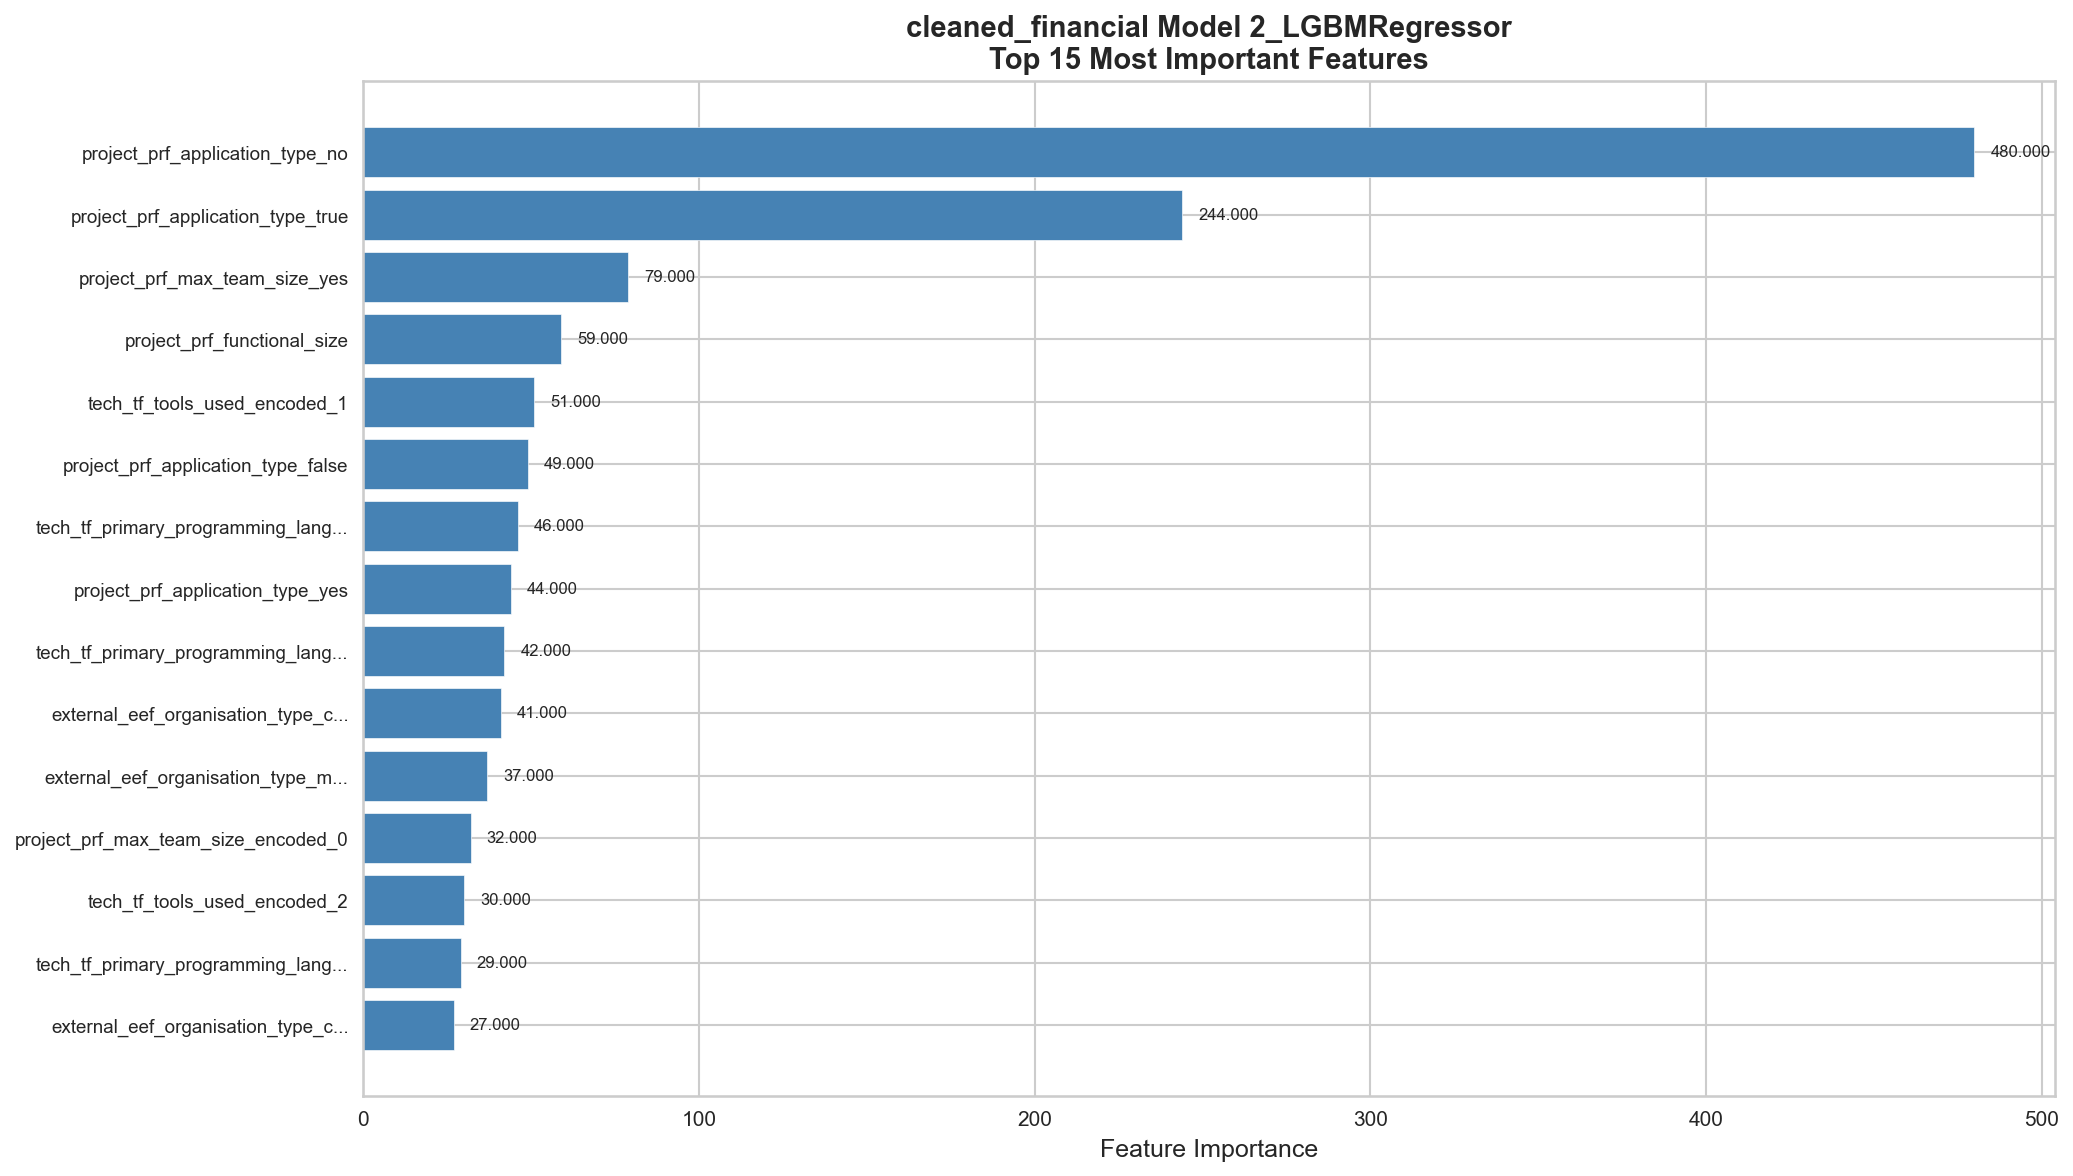 cleaned_financial Model 2_LGBMRegressor
Top 15 Most Important Features
project_prf_application_type_no 480.000
project_prf_application_type_true 244.000
project_prf_max_team_size_yes 79.000
project_prf_functional_size 59.000
tech_tf_tools_used_encoded_1 51.000
project_prf_application_type_false 49.000
tech_tf_primary_programming_lang... 46.000
project_prf_application_type_yes 44.000
tech_tf_primary_programming_lang... 42.000
external_eef_organisation_type_c... 41.000
external_eef_organisation_type_m... 37.000
project_prf_max_team_size_encoded_0 32.000
tech_tf_tools_used_encoded_2 30.000
tech_tf_primary_programming_lang... 29.000
external_eef_organisation_type_c... 27.000
0 100 200 300 400 500
Feature Importance